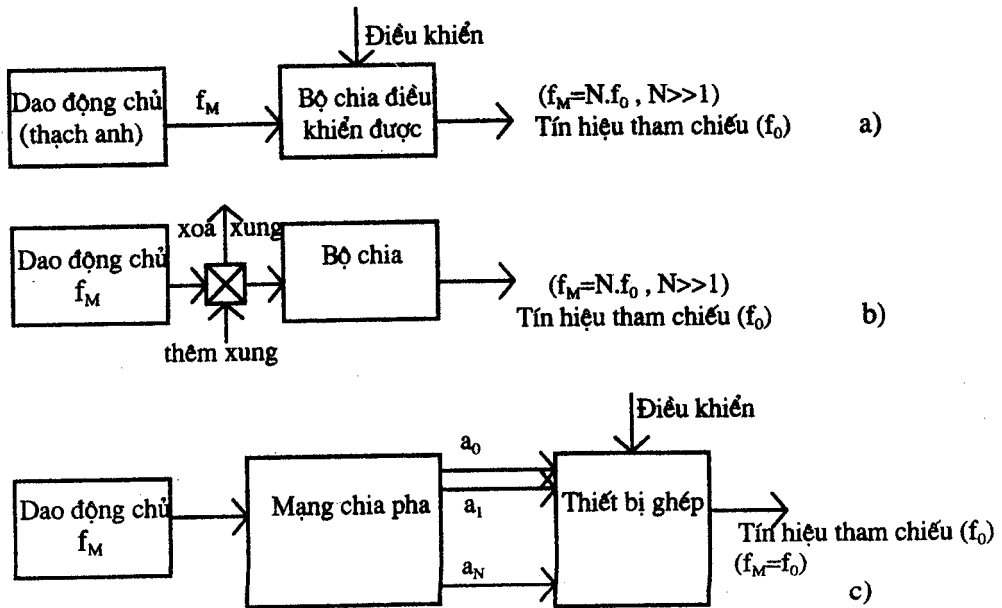 Điều khiển
Dao động chủ
(thạch anh)
f_M
Bộ chia điều
khiển được
(f_M=N.f_0 , N>>1)
Tín hiệu tham chiếu (f_0)
a)
xoá xung
Dao động chủ
f_M
Bộ chia
(f_M=N.f_0 , N>>1)
Tín hiệu tham chiếu (f_0)
b)
thêm xung
Điều khiển
a_0
Dao động chủ
f_M
Mạng chia pha
a_1
Thiết bị ghép
Tín hiệu tham chiếu (f_0)
(f_M=f_0)
a_N
c)